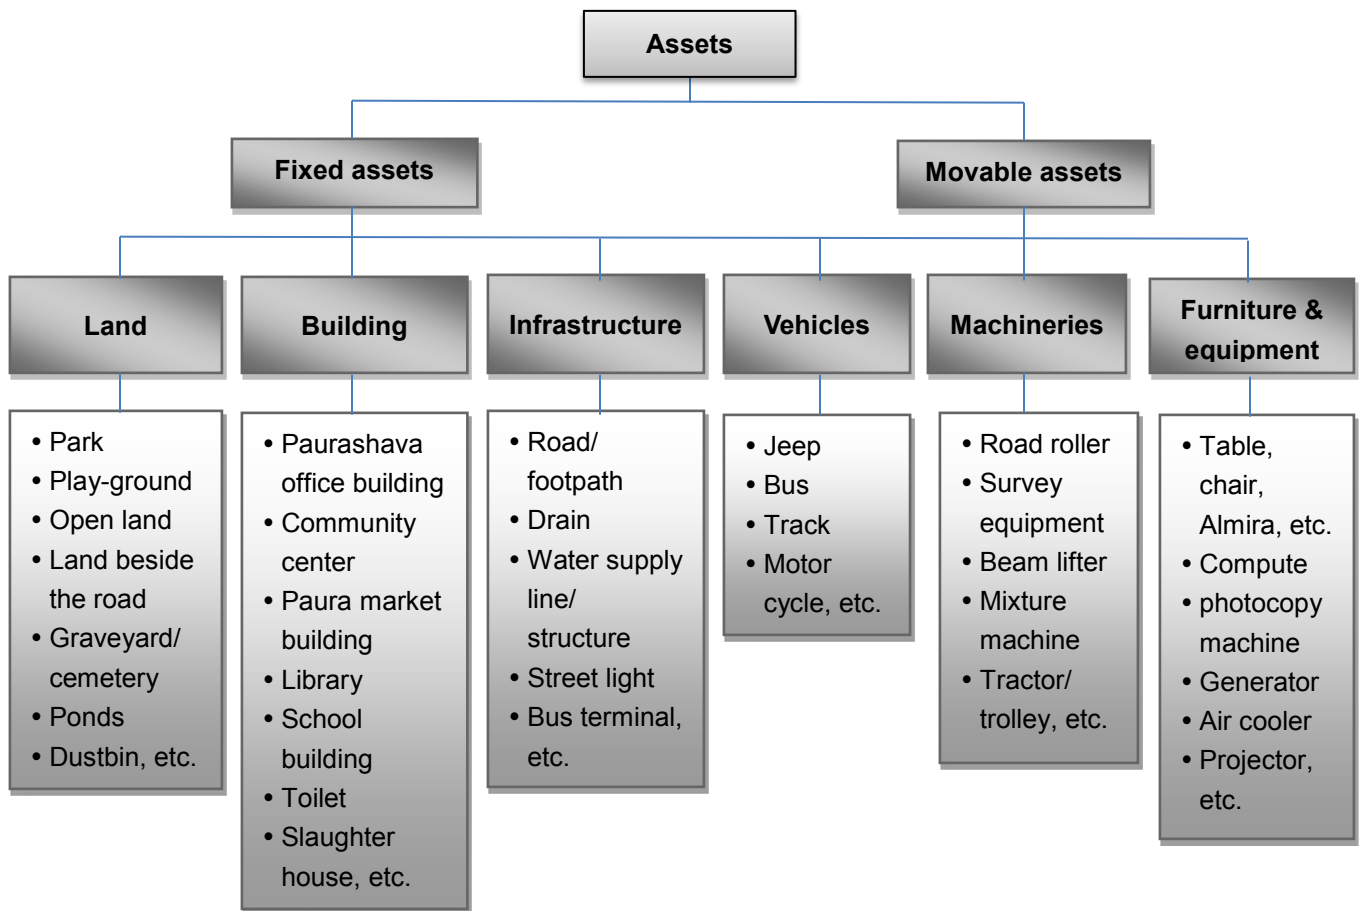 Assets
Fixed assets
Movable assets
Land
Building
Infrastructure
Vehicles
Machineries
Furniture &
equipment
• Park
• Play-ground
• Open land
• Land beside
the road
• Graveyard/
cemetery
• Ponds
• Dustbin, etc.
• Paurashava
office building
• Community
center
• Paura market
building
• Library
• School
building
• Toilet
• Slaughter
house, etc.
• Road/
footpath
• Drain
• Water supply
line/
structure
• Street light
• Bus terminal,
etc.
• Jeep
• Bus
• Track
• Motor
cycle, etc.
• Road roller
• Survey
equipment
• Beam lifter
• Mixture
machine
• Tractor/
trolley, etc.
• Table,
chair,
Almira, etc.
• Compute
• photocopy
machine
• Generator
• Air cooler
• Projector,
etc.